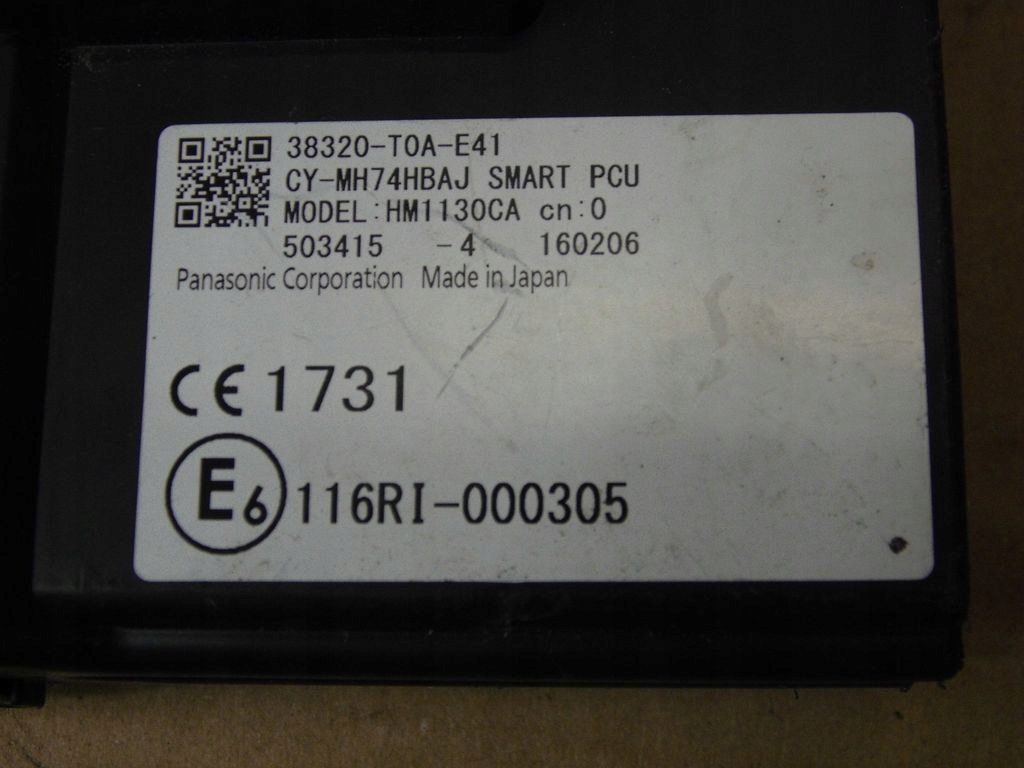 38320-T0A-E41
CY-MH74HBAJ SMART PCU
MODEL:HM1130CA cn:0
503415 -4 160206
Panasonic Corporation Made in Japan
CE 1731
E6 116RI-000305